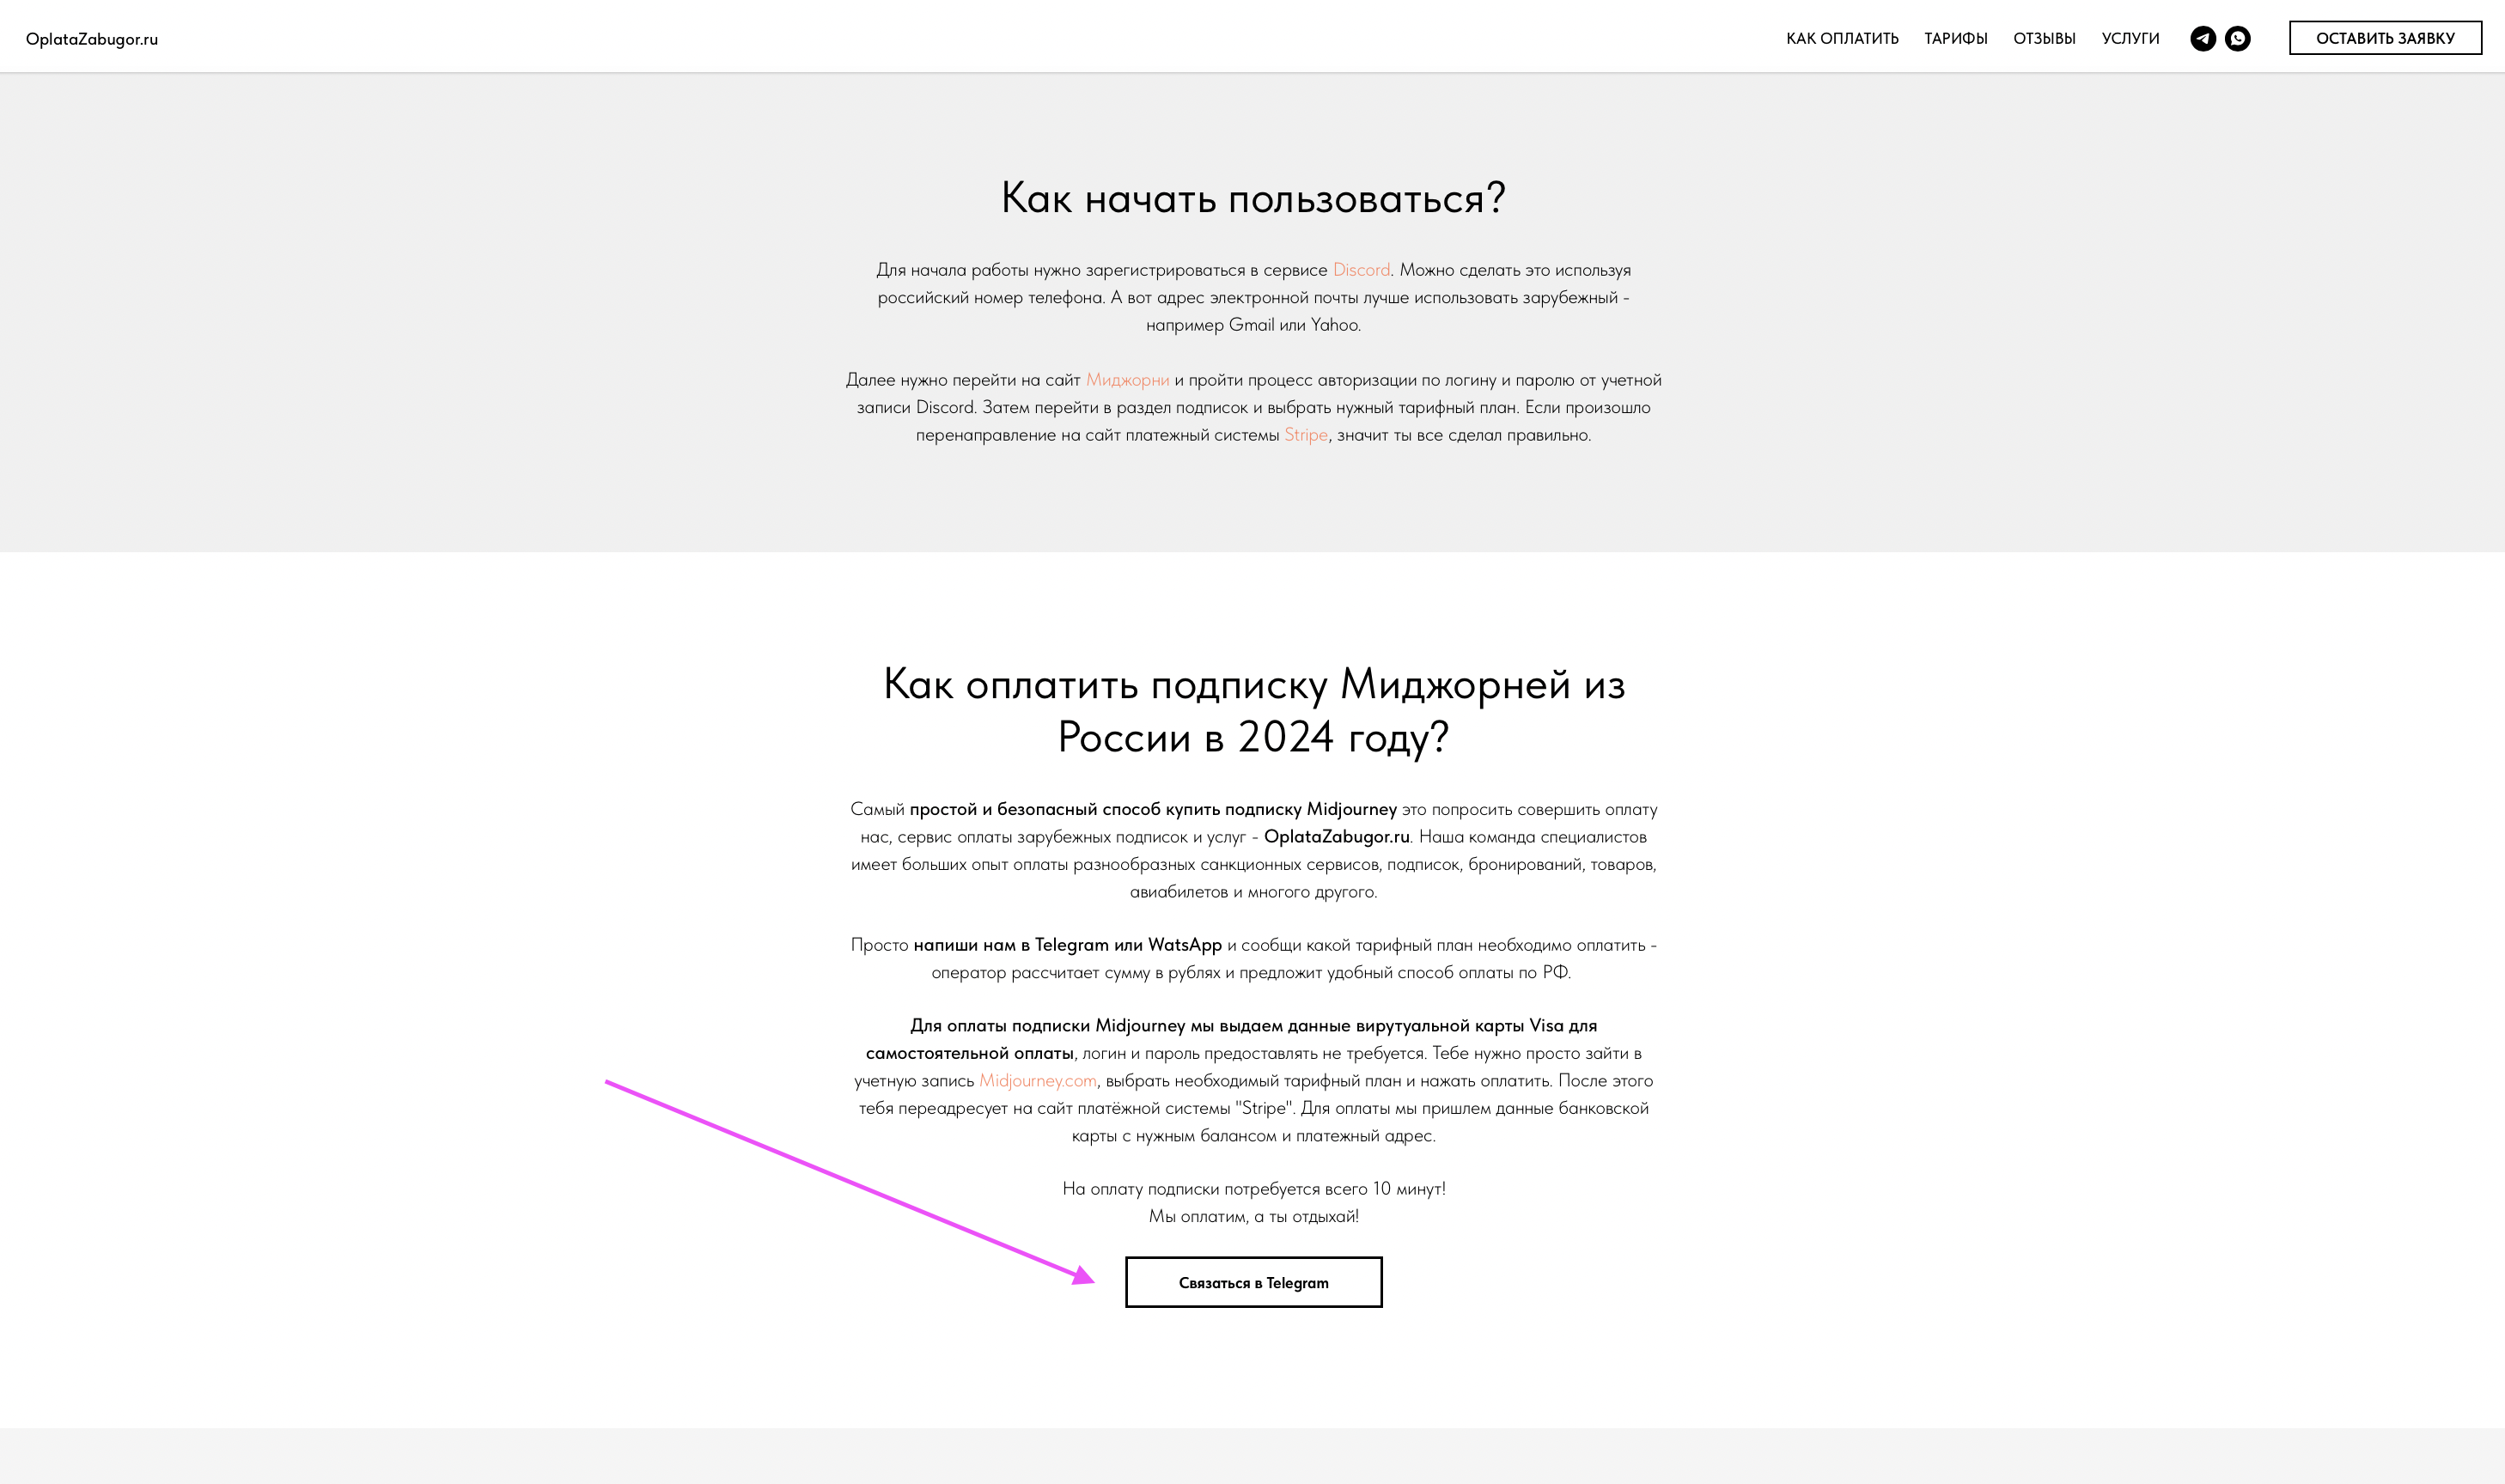 OplataZabugor.ru
КАК ОПЛАТИТЬ ТАРИФЫ ОТЗЫВЫ УСЛУГИ ОСТАВИТЬ ЗАЯВКУ
Как начать пользоваться?
Для начала работы нужно зарегистрироваться в сервисе Discord. Можно сделать это используя
российский номер телефона. А вот адрес электронной почты лучше использовать зарубежный -
например Gmail или Yahoo.
Далее нужно перейти на сайт Миджорни и пройти процесс авторизации по логину и паролю от учетной
записи Discord. Затем перейти в раздел подписок и выбрать нужный тарифный план. Если произошло
перенаправление на сайт платежный системы Stripe, значит ты все сделал правильно.
Как оплатить подписку Миджорней из
России в 2024 году?
Самый простой и безопасный способ купить подписку Midjourney это попросить совершить оплату
нас, сервис оплаты зарубежных подписок и услуг - OplataZabugor.ru. Наша команда специалистов
имеет больших опыт оплаты разнообразных санкционных сервисов, подписок, бронирований, товаров,
авиабилетов и многого другого.
Просто напиши нам в Telegram или WatsApp и сообщи какой тарифный план необходимо оплатить -
оператор рассчитает сумму в рублях и предложит удобный способ оплаты по РФ.
Для оплаты подписки Midjourney мы выдаем данные вирутуальной карты Visa для
самостоятельной оплаты, логин и пароль предоставлять не требуется. Тебе нужно просто зайти в
учетную запись Midjourney.com, выбрать необходимый тарифный план и нажать оплатить. После этого
тебя переадресует на сайт платёжной системы "Stripe". Для оплаты мы пришлем данные банковской
карты с нужным балансом и платежный адрес.
На оплату подписки потребуется всего 10 минут!
Мы оплатим, а ты отдыхай!
Связаться в Telegram